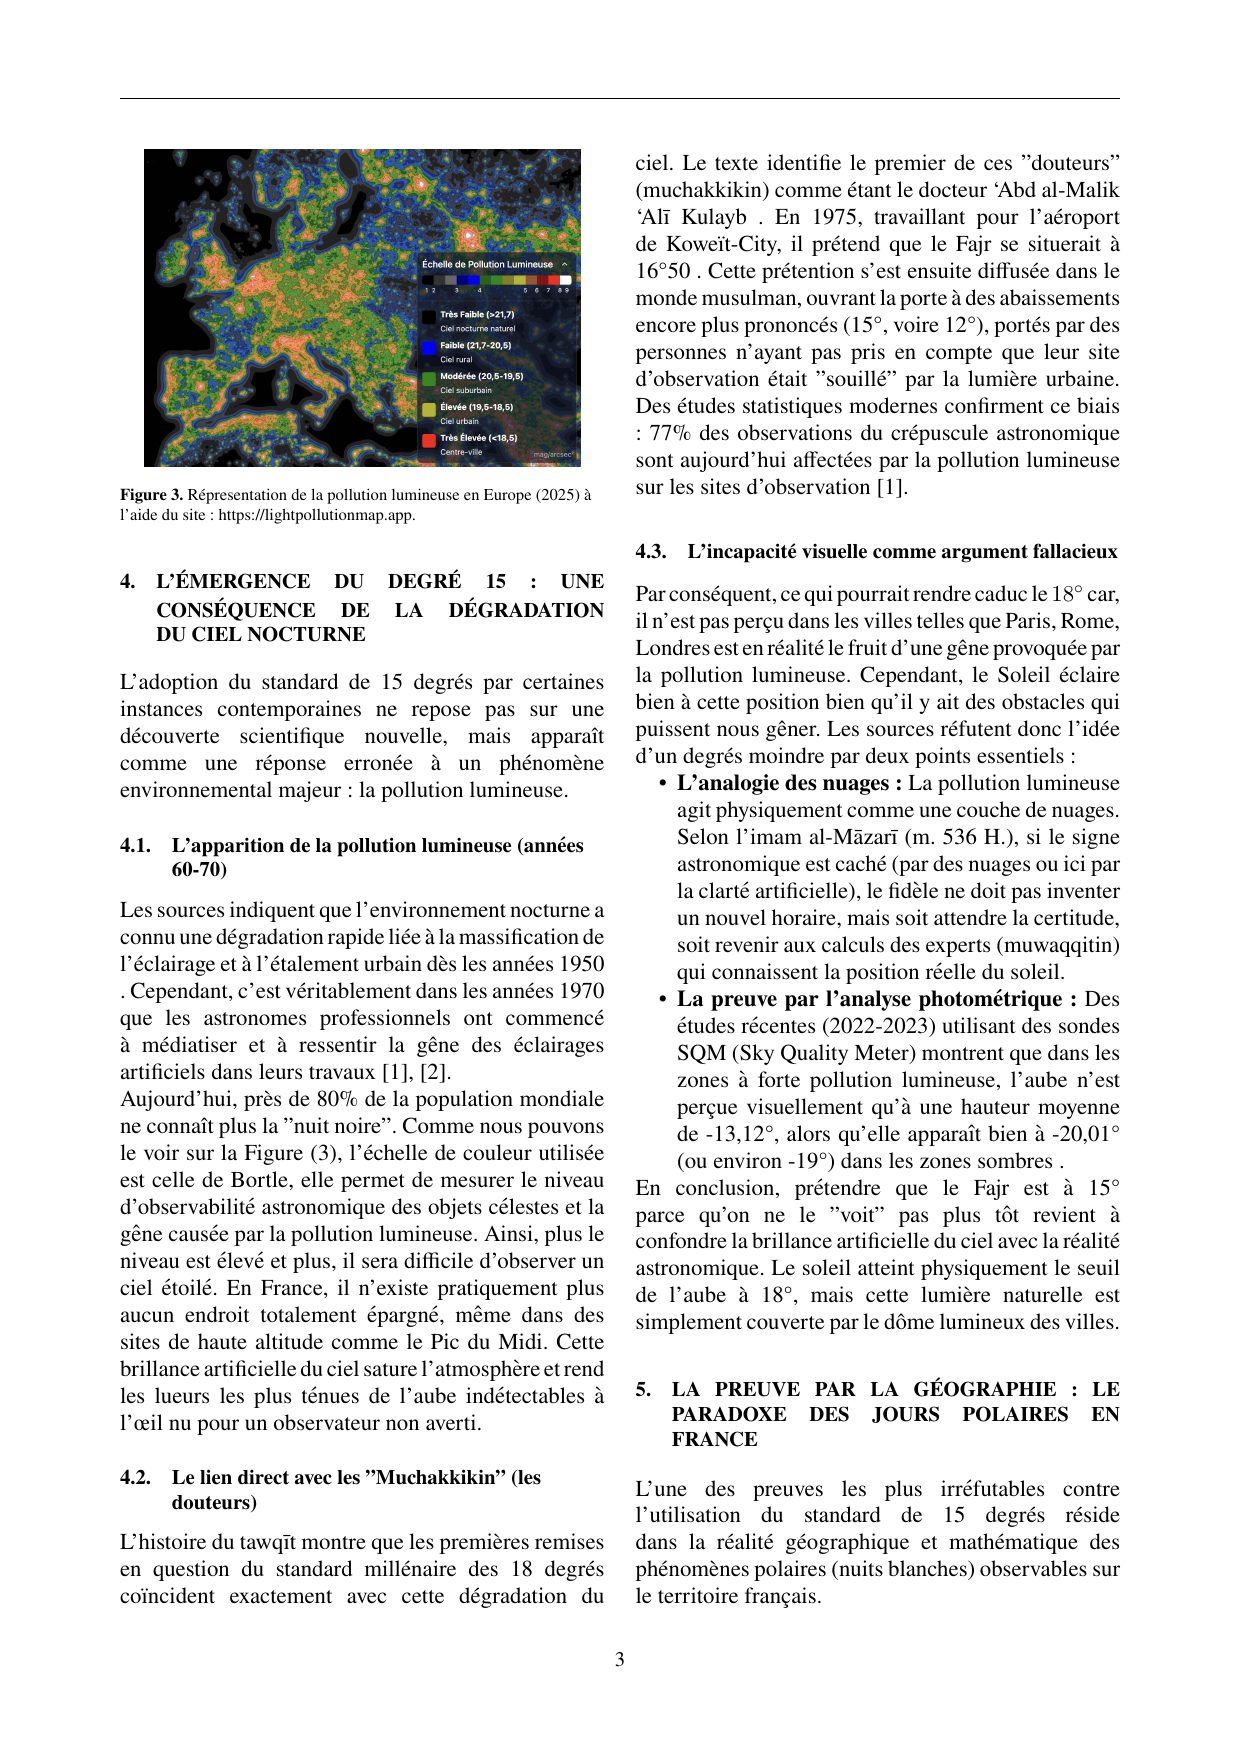 Échelle de Pollution Lumineuse
1 2 3 4 5 6 7 8 9
Très Faible (>21,7)
Ciel nocturne naturel
Faible (21,7-20,5)
Ciel rural
Modérée (20,5-19,5)
Ciel suburbain
Élevée (19,5-18,5)
Ciel urbain
Très Élevée (<18,5)
Centre-ville
mag/arcsec²
Figure 3. Répresentation de la pollution lumineuse en Europe (2025) à
l’aide du site : https://lightpollutionmap.app.
4. L’ÉMERGENCE DU DEGRÉ 15 : UNE
CONSÉQUENCE DE LA DÉGRADATION
DU CIEL NOCTURNE
L’adoption du standard de 15 degrés par certaines
instances contemporaines ne repose pas sur une
découverte scientifique nouvelle, mais apparaît
comme une réponse erronée à un phénomène
environnemental majeur : la pollution lumineuse.
4.1. L’apparition de la pollution lumineuse (années
60-70)
Les sources indiquent que l’environnement nocturne a
connu une dégradation rapide liée à la massification de
l’éclairage et à l’étalement urbain dès les années 1950
. Cependant, c’est véritablement dans les années 1970
que les astronomes professionnels ont commencé
à médiatiser et à ressentir la gêne des éclairages
artificiels dans leurs travaux [1], [2].
Aujourd’hui, près de 80% de la population mondiale
ne connaît plus la ”nuit noire”. Comme nous pouvons
le voir sur la Figure (3), l’échelle de couleur utilisée
est celle de Bortle, elle permet de mesurer le niveau
d’observabilité astronomique des objets célestes et la
gêne causée par la pollution lumineuse. Ainsi, plus le
niveau est élevé et plus, il sera difficile d’observer un
ciel étoilé. En France, il n’existe pratiquement plus
aucun endroit totalement épargné, même dans des
sites de haute altitude comme le Pic du Midi. Cette
brillance artificielle du ciel sature l’atmosphère et rend
les lueurs les plus ténues de l’aube indétectables à
l’œil nu pour un observateur non averti.
4.2. Le lien direct avec les ”Muchakkikin” (les
douteurs)
L’histoire du tawqīt montre que les premières remises
en question du standard millénaire des 18 degrés
coïncident exactement avec cette dégradation du
ciel. Le texte identifie le premier de ces ”douteurs”
(muchakkikin) comme étant le docteur ‘Abd al-Malik
‘Alī Kulayb . En 1975, travaillant pour l’aéroport
de Koweït-City, il prétend que le Fajr se situerait à
16°50 . Cette prétention s’est ensuite diffusée dans le
monde musulman, ouvrant la porte à des abaissements
encore plus prononcés (15°, voire 12°), portés par des
personnes n’ayant pas pris en compte que leur site
d’observation était ”souillé” par la lumière urbaine.
Des études statistiques modernes confirment ce biais
: 77% des observations du crépuscule astronomique
sont aujourd’hui affectées par la pollution lumineuse
sur les sites d’observation [1].
4.3. L’incapacité visuelle comme argument fallacieux
Par conséquent, ce qui pourrait rendre caduc le 18° car,
il n’est pas perçu dans les villes telles que Paris, Rome,
Londres est en réalité le fruit d’une gêne provoquée par
la pollution lumineuse. Cependant, le Soleil éclaire
bien à cette position bien qu’il y ait des obstacles qui
puissent nous gêner. Les sources réfutent donc l’idée
d’un degrés moindre par deux points essentiels :
• L’analogie des nuages : La pollution lumineuse
agit physiquement comme une couche de nuages.
Selon l’imam al-Māzarī (m. 536 H.), si le signe
astronomique est caché (par des nuages ou ici par
la clarté artificielle), le fidèle ne doit pas inventer
un nouvel horaire, mais soit attendre la certitude,
soit revenir aux calculs des experts (muwaqqitin)
qui connaissent la position réelle du soleil.
• La preuve par l’analyse photométrique : Des
études récentes (2022-2023) utilisant des sondes
SQM (Sky Quality Meter) montrent que dans les
zones à forte pollution lumineuse, l’aube n’est
perçue visuellement qu’à une hauteur moyenne
de -13,12°, alors qu’elle apparaît bien à -20,01°
(ou environ -19°) dans les zones sombres .
En conclusion, prétendre que le Fajr est à 15°
parce qu’on ne le ”voit” pas plus tôt revient à
confondre la brillance artificielle du ciel avec la réalité
astronomique. Le soleil atteint physiquement le seuil
de l’aube à 18°, mais cette lumière naturelle est
simplement couverte par le dôme lumineux des villes.
5. LA PREUVE PAR LA GÉOGRAPHIE : LE
PARADOXE DES JOURS POLAIRES EN
FRANCE
L’une des preuves les plus irréfutables contre
l’utilisation du standard de 15 degrés réside
dans la réalité géographique et mathématique des
phénomènes polaires (nuits blanches) observables sur
le territoire français.
3